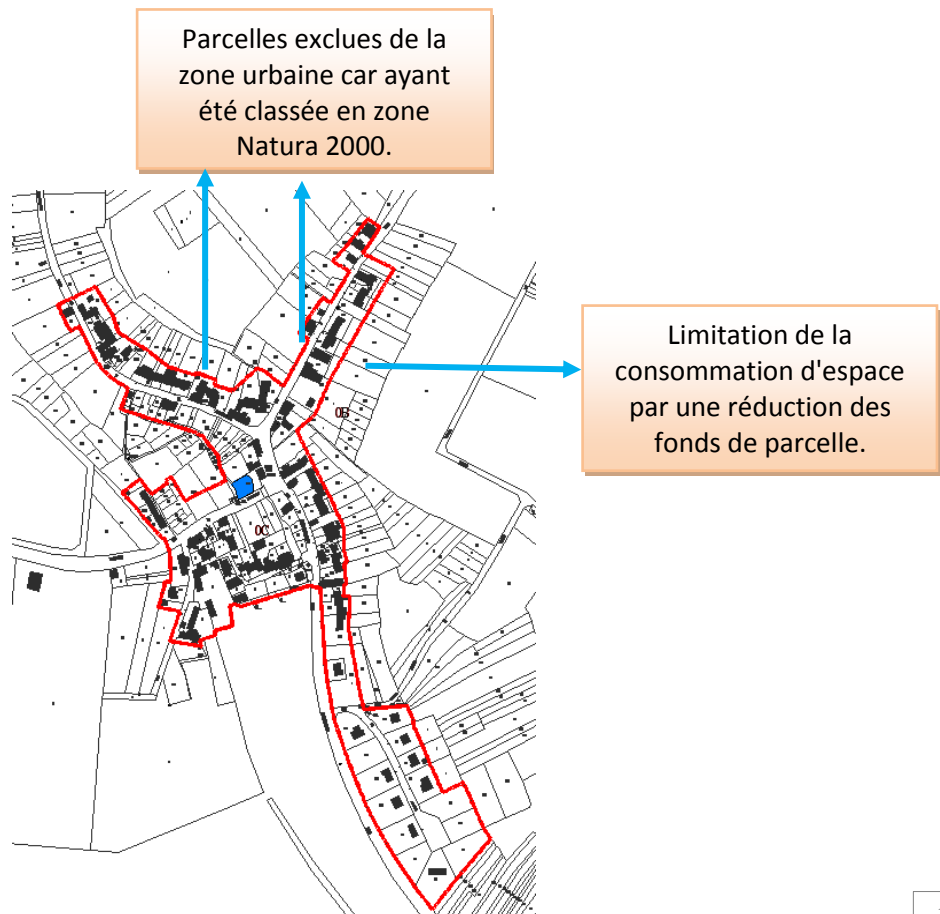 Parcelles exclues de la
zone urbaine car ayant
été classée en zone
Natura 2000.
Limitation de la
consommation d'espace
par une réduction des
fonds de parcelle.
0B
0C